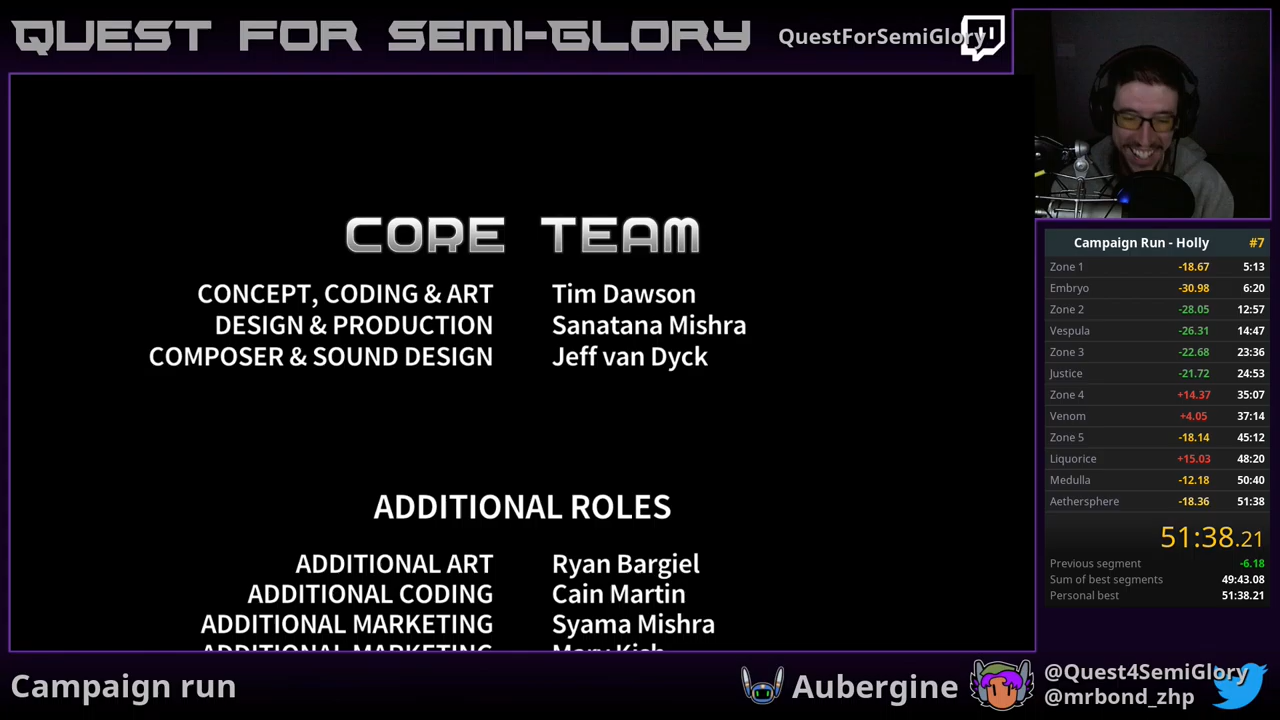 QUEST FOR SEMI-GLORY
QuestForSemiGlory
CORE TEAM
CONCEPT, CODING & ART Tim Dawson
DESIGN & PRODUCTION Sanatana Mishra
COMPOSER & SOUND DESIGN Jeff van Dyck
ADDITIONAL ROLES
ADDITIONAL ART Ryan Bargiel
ADDITIONAL CODING Cain Martin
ADDITIONAL MARKETING Syama Mishra
ADDITIONAL MARKETING Mary Kish
Campaign Run - Holly #7
Zone 1 -18.67 5:13
Embryo -30.98 6:20
Zone 2 -28.05 12:57
Vespula -26.31 14:47
Zone 3 -22.68 23:36
Justice -21.72 24:53
Zone 4 +14.37 35:07
Venom +4.05 37:14
Zone 5 -18.14 45:12
Liquorice +15.03 48:20
Medulla -12.18 50:40
Aethersphere -18.36 51:38
51:38.21
Previous segment -6.18
Sum of best segments 49:43.08
Personal best 51:38.21
Campaign run
Aubergine
@Quest4SemiGlory
@mrbond_zhp